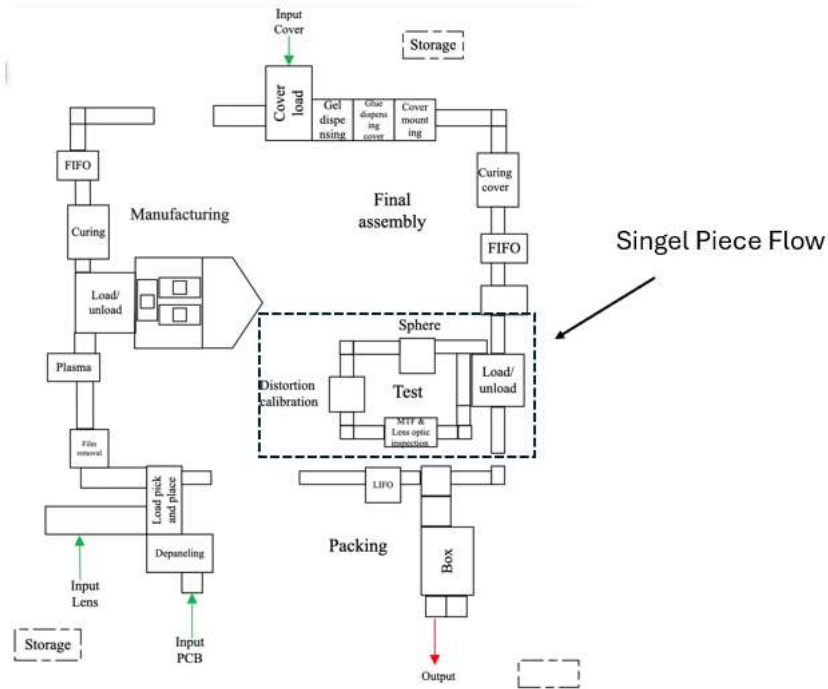 Input
Cover
Storage
Cover
load
Gel
dispe
nsing
Glue
dispens
ing
cover
Cover
mount
ing
FIFO
Curing
cover
Manufacturing
Final
assembly
Curing
FIFO
Singel Piece Flow
Load/
unload
Sphere
Plasma
Distortion
calibration
Test
Load/
unload
MTF &
Lens optic
inspection
Film
removal
Load pick
and place
LIFO
Packing
Depaneling
Box
Input
Lens
Input
PCB
Storage
Output